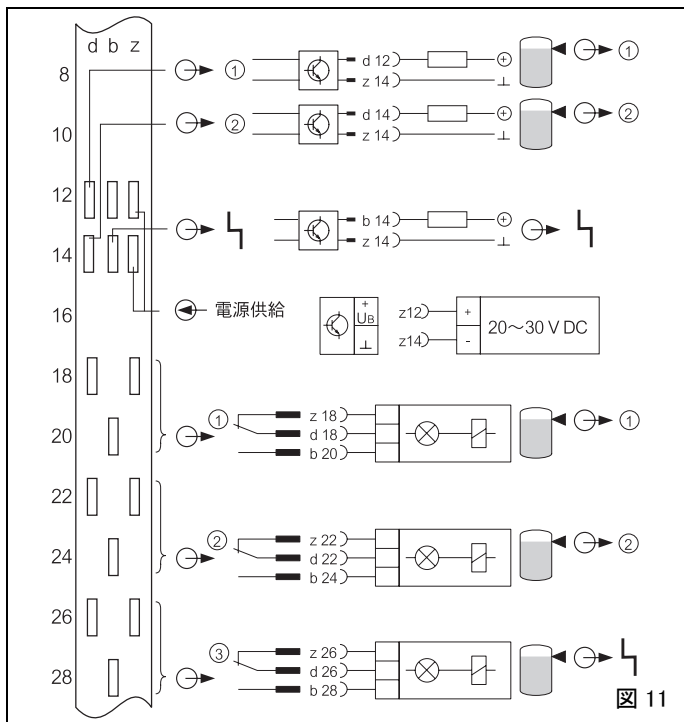 d b z
8
① d 12 ⊕ ①
z 14 ⊥
10
② d 14 ⊕ ②
z 14 ⊥
12
b 14 ⊕
14
z 14 ⊥
16
電源供給
+
UB
⊥
z12 +
z14 -
20～30 V DC
18
① z 18
d 18 ①
20
b 20
22
② z 22
d 22 ②
24
b 24
26
③ z 26
d 26
28
b 28
図 11